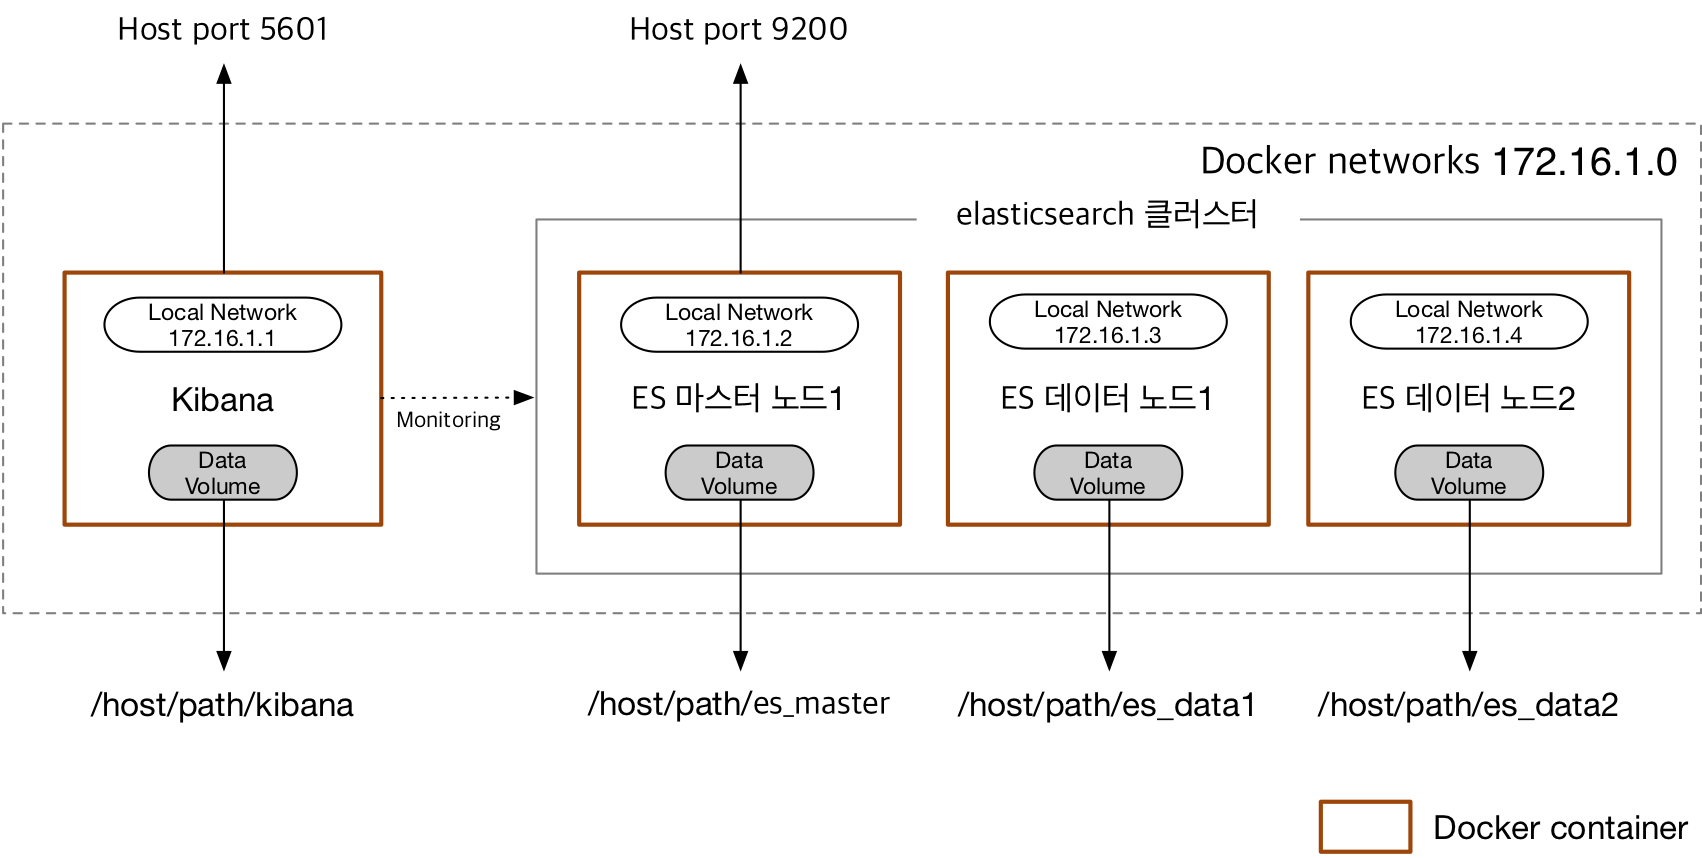 Host port 5601
Host port 9200
Docker networks 172.16.1.0
elasticsearch 클러스터
Local Network
172.16.1.1
Kibana
Data
Volume
Monitoring
Local Network
172.16.1.2
ES 마스터 노드1
Data
Volume
Local Network
172.16.1.3
ES 데이터 노드1
Data
Volume
Local Network
172.16.1.4
ES 데이터 노드2
Data
Volume
/host/path/kibana
/host/path/es_master
/host/path/es_data1
/host/path/es_data2
Docker container